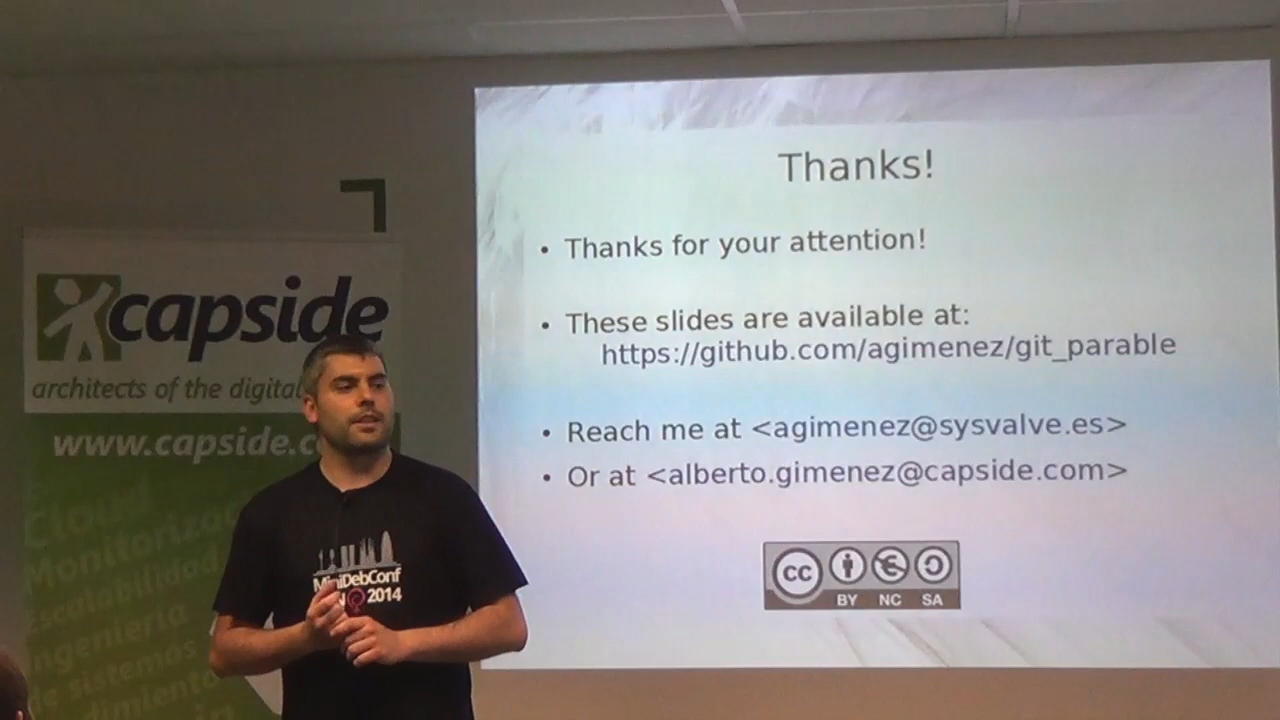 capside
architects of the digital
www.capside.c
Cloud
Monitoriza
Escalabilidad
Ingeniería
de sistemas
MiniDebConf
2014
Thanks!
• Thanks for your attention!
• These slides are available at:
https://github.com/agimenez/git_parable
• Reach me at <agimenez@sysvalve.es>
• Or at <alberto.gimenez@capside.com>
cc
BY NC SA